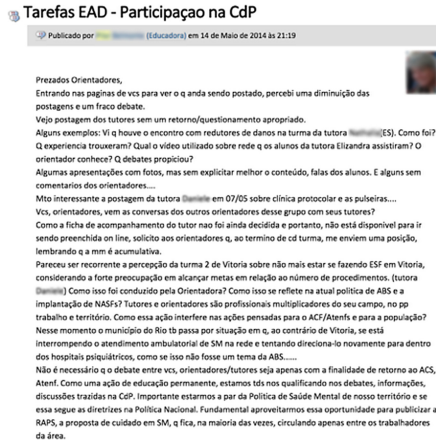 Tarefas EAD - Participaçao na CdP
Publicado por (Educadora) em 14 de Maio de 2014 às 21:19
Prezados Orientadores,
Entrando nas paginas de vcs para ver o q anda sendo postado, percebi uma diminuição das
postagens e um fraco debate.
Vejo postagem dos tutores sem um retorno/questionamento apropriado.
Alguns exemplos: Vi q houve o encontro com redutores de danos na turma da tutora (ES). Como foi?
Q experiencia trouxeram? Qual o vídeo utilizado sobre rede q os alunos da tutora Elizandra assistiram? O
orientador conhece? Q debates propiciou?
Algumas apresentações com fotos, mas sem explicitar melhor o conteúdo, falas dos alunos. E alguns sem
comentarios dos orientadores....
Mto interessante a postagem da tutora em 07/05 sobre clínica protocolar e as pulseiras....
Vcs, orientadores, vem as conversas dos outros orientadores desse grupo com seus tutores?
Como a ficha de acompanhamento do tutor nao foi ainda decidida e portanto, não está disponivel para ir
sendo preenchida on line, solicito aos orientadores q, ao termino de cd turma, me enviem uma posição,
lembrando q a mm é acumulativa.
Pareceu ser recorrente a percepção da turma 2 de Vitoria sobre não mais estar se fazendo ESF em Vitoria,
considerando a forte preocupação em alcançar metas em relação ao número de procedimentos. (tutora
) Como isso foi conduzido pela Orientadora? Como isso se reflete na atual politica de ABS e a
implantação de NASFs? Tutores e orientadores são profissionais multiplicadores do seu campo, no pp
trabalho e território. Como essa ação interfere nas ações pensadas para o ACF/Atenfs e para a população?
Nesse momento o município do Rio tb passa por situação em q, ao contrário de Vitoria, se está
interrompendo o atendimento ambulatorial de SM na rede e tentando direciona-lo novamente para dentro
dos hospitais psiquiátricos, como se isso não fosse um tema da ABS......
Não é necessário q o debate entre vcs, orientadores/tutores seja apenas com a finalidade de retorno ao ACS,
Atenf. Como uma ação de educação permanente, estamos tds nos qualificando nos debates, informações,
discussões trazidas na CdP. Importante estarmos a par da Politica de Saúde Mental de nosso território e se
essa segue as diretrizes na Política Nacional. Fundamental aproveitarmos essa oportunidade para publicizar a
RAPS, a proposta de cuidado em SM, q fica, na maioria das vezes, circulando apenas entre os trabalhadores
da área.